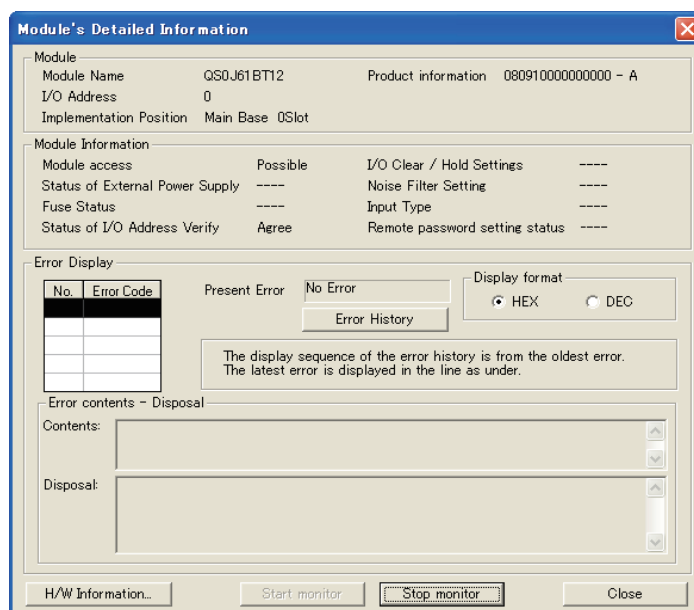 Module's Detailed Information
Module
Module Name QS0J61BT12 Product information 080910000000000 - A
I/O Address 0
Implementation Position Main Base 0Slot
Module Information
Module access Possible I/O Clear / Hold Settings ----
Status of External Power Supply ---- Noise Filter Setting ----
Fuse Status ---- Input Type ----
Status of I/O Address Verify Agree Remote password setting status ----
Error Display
No. Error Code
Present Error No Error
Display format
HEX DEC
Error History
The display sequence of the error history is from the oldest error.
The latest error is displayed in the line as under.
Error contents - Disposal
Contents:
Disposal:
H/W Information... Start monitor Stop monitor Close